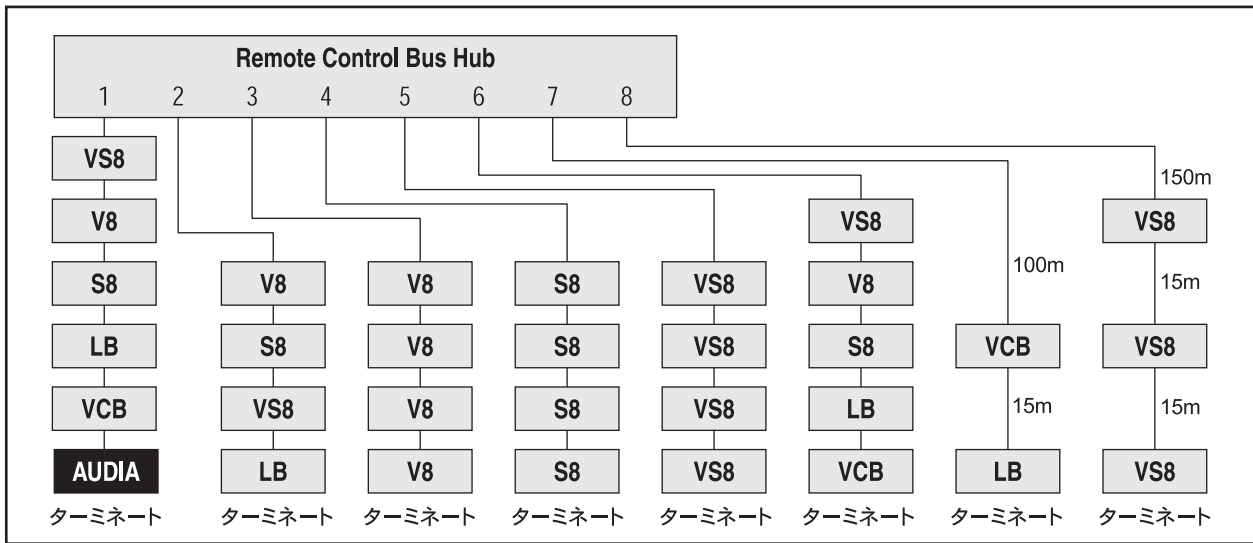 Remote Control Bus Hub
1 2 3 4 5 6 7 8
VS8
150m
V8 VS8 VS8
100m
S8 V8 V8 S8 VS8 V8 15m
LB S8 V8 S8 VS8 S8 VCB VS8
VCB VS8 V8 S8 VS8 LB 15m 15m
AUDIA LB V8 S8 VS8 VCB LB VS8
ターミネート ターミネート ターミネート ターミネート ターミネート ターミネート ターミネート ターミネート